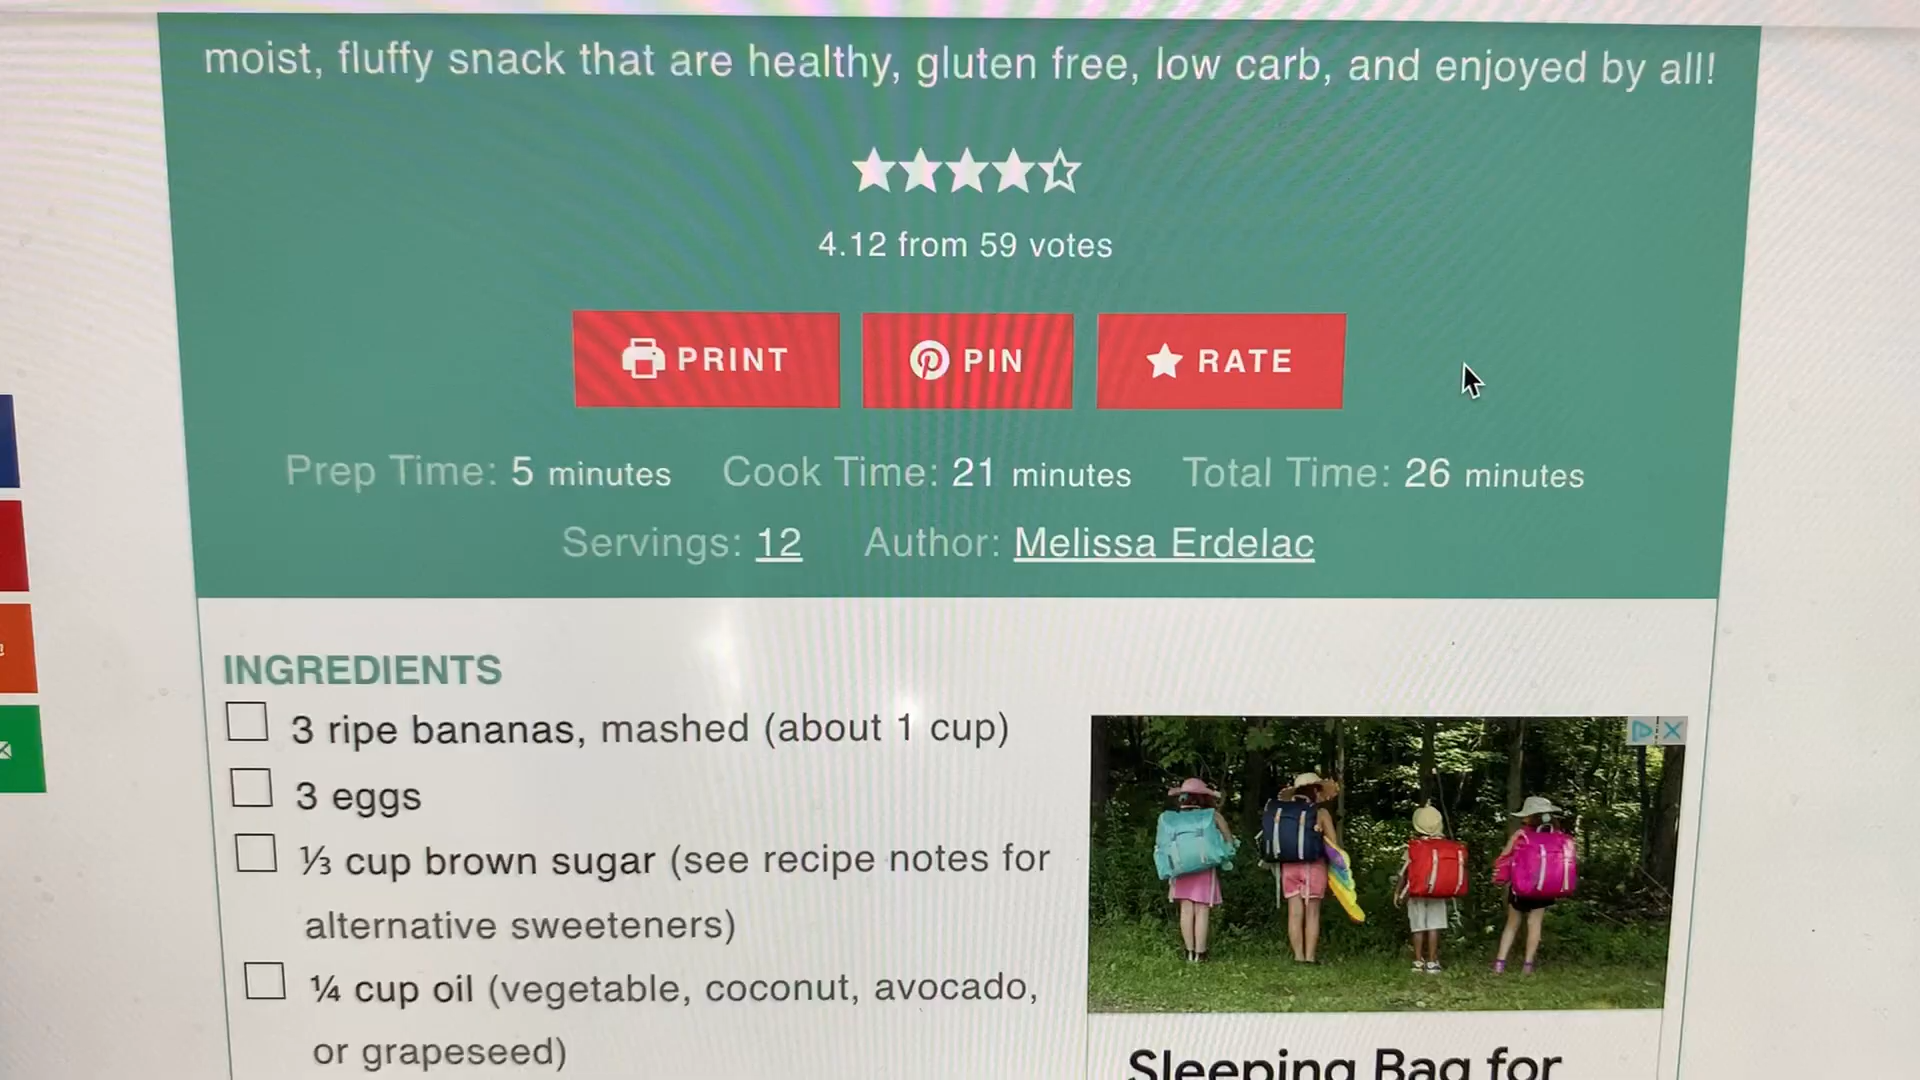 moist, fluffy snack that are healthy, gluten free, low carb, and enjoyed by all!
4.12 from 59 votes
PRINT PIN RATE
Prep Time: 5 minutes Cook Time: 21 minutes Total Time: 26 minutes
Servings: 12 Author: Melissa Erdelac
INGREDIENTS
3 ripe bananas, mashed (about 1 cup)
3 eggs
⅓ cup brown sugar (see recipe notes for
alternative sweeteners)
¼ cup oil (vegetable, coconut, avocado,
or grapeseed)
Sleeping Bag for